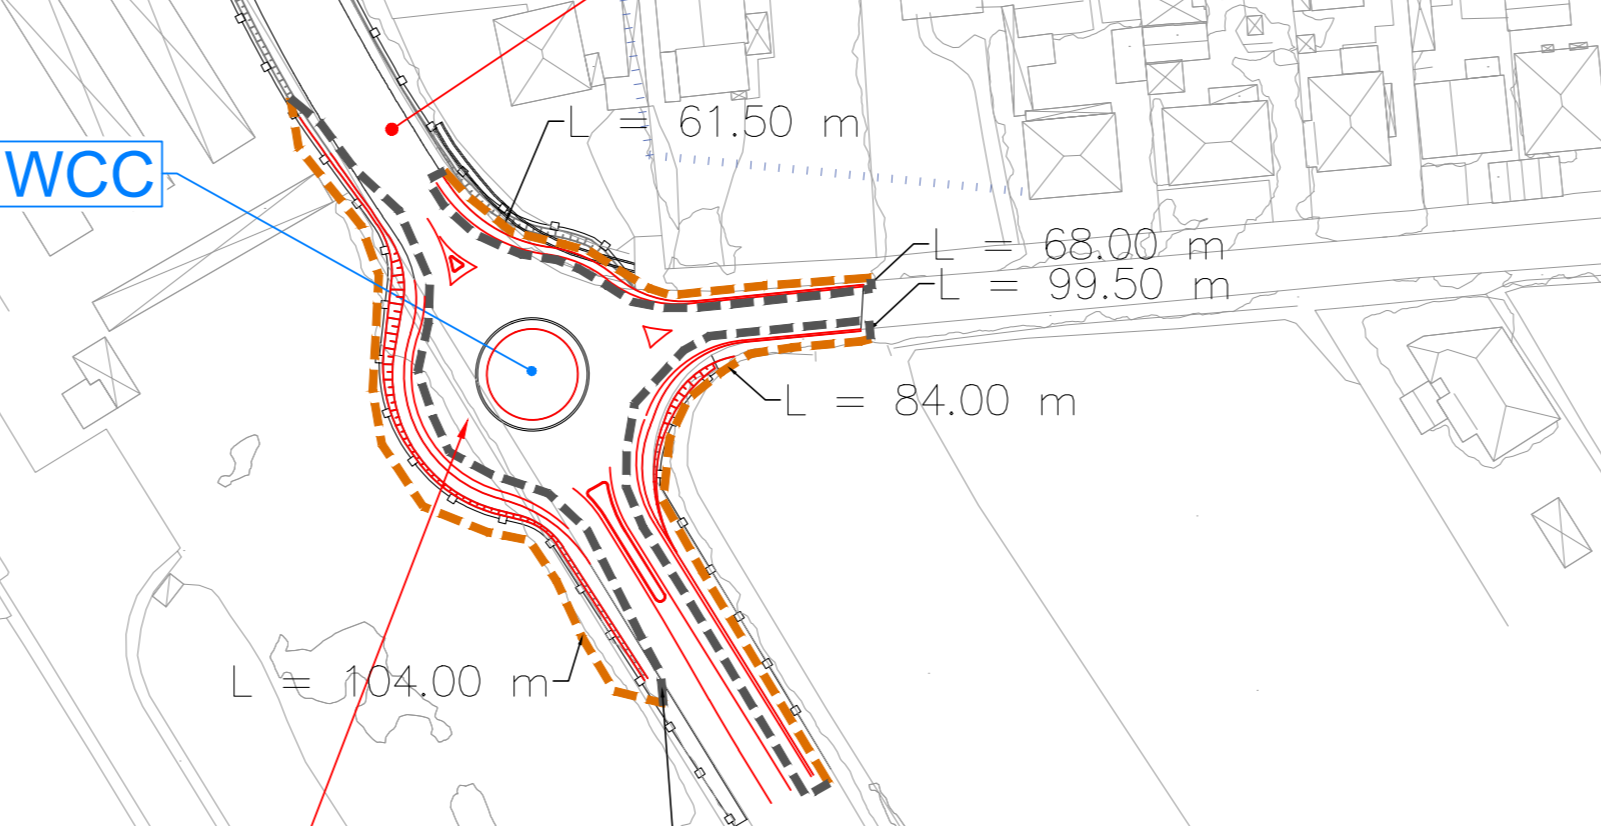 L = 61.50 m
WCC
L = 68.00 m
L = 99.50 m
L = 84.00 m
L = 104.00 m